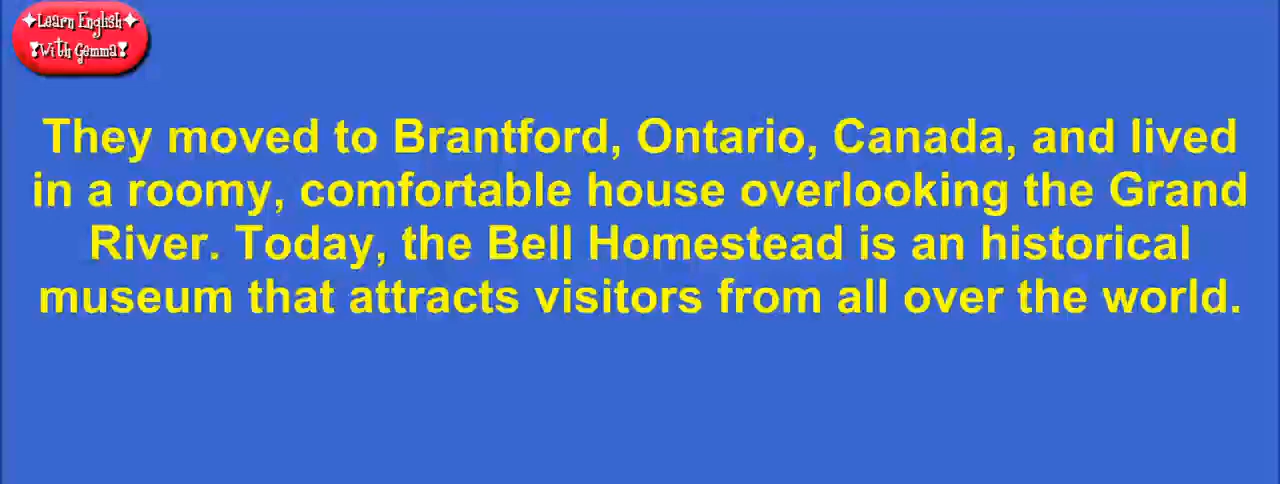 Learn English
With Gemma
They moved to Brantford, Ontario, Canada, and lived
in a roomy, comfortable house overlooking the Grand
River. Today, the Bell Homestead is an historical
museum that attracts visitors from all over the world.